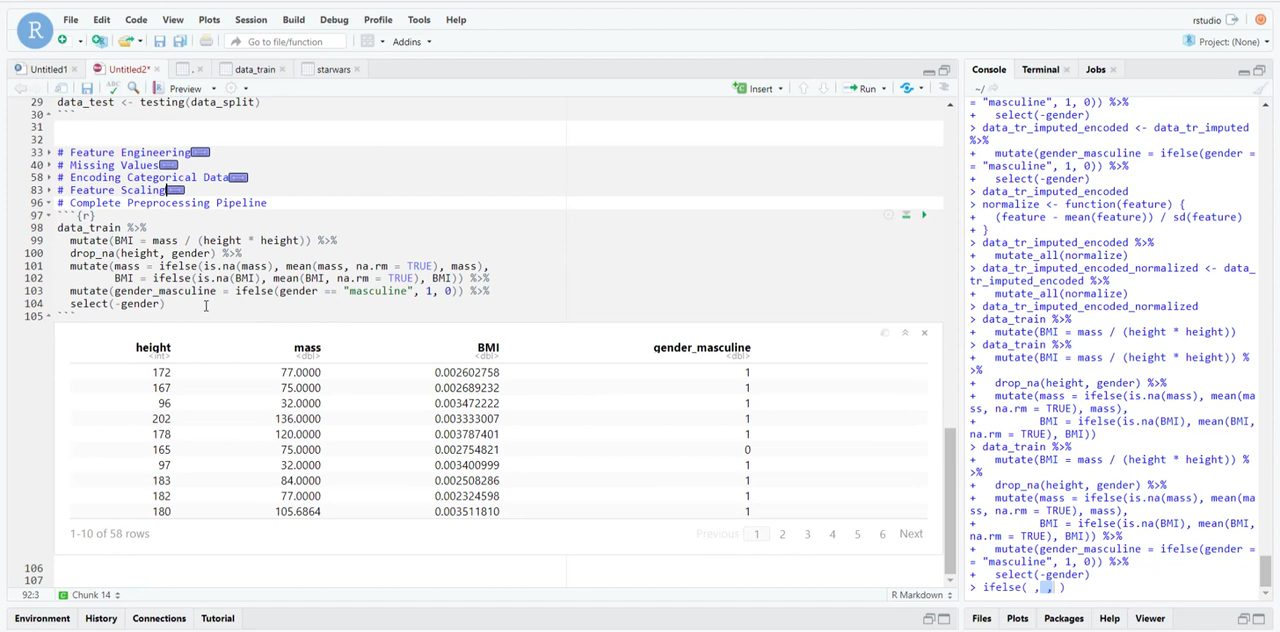 File Edit Code View Plots Session Build Debug Profile Tools Help
rstudio
R
Go to file/function
Addins
Project: (None)
Untitled1
Untitled2*
.
data_train
starwars
Preview
Insert
Run
29 data_test <- testing(data_split)
30 ```
31
32
33 # Feature Engineering
40 # Missing Values
58 # Encoding Categorical Data
83 # Feature Scaling
96 # Complete Preprocessing Pipeline
97 ```{r}
98 data_train %>%
99 mutate(BMI = mass / (height * height)) %>%
100 drop_na(height, gender) %>%
101 mutate(mass = ifelse(is.na(mass), mean(mass, na.rm = TRUE), mass),
102 BMI = ifelse(is.na(BMI), mean(BMI, na.rm = TRUE), BMI)) %>%
103 mutate(gender_masculine = ifelse(gender == "masculine", 1, 0)) %>%
104 select(-gender)
105 ```
height mass BMI gender_masculine
<int> <dbl> <dbl> <dbl>
172 77.0000 0.002602758 1
167 75.0000 0.002689232 1
96 32.0000 0.003472222 1
202 136.0000 0.003333007 1
178 120.0000 0.003787401 1
165 75.0000 0.002754821 0
97 32.0000 0.003400999 1
183 84.0000 0.002508286 1
182 77.0000 0.002324598 1
180 105.6864 0.003511810 1
1-10 of 58 rows
Previous 1 2 3 4 5 6 Next
106
107
92:3
Chunk 14
R Markdown
Environment History Connections Tutorial
Console Terminal Jobs
~/
= "masculine", 1, 0)) %>%
+ select(-gender)
> data_tr_imputed_encoded <- data_tr_imputed
%>%
+ mutate(gender_masculine = ifelse(gender =
= "masculine", 1, 0)) %>%
+ select(-gender)
> data_tr_imputed_encoded
> normalize <- function(feature) {
+ (feature - mean(feature)) / sd(feature)
+ }
> data_tr_imputed_encoded %>%
+ mutate_all(normalize)
> data_tr_imputed_encoded_normalized <- data_
tr_imputed_encoded %>%
+ mutate_all(normalize)
> data_tr_imputed_encoded_normalized
> data_train %>%
+ mutate(BMI = mass / (height * height))
> data_train %>%
+ mutate(BMI = mass / (height * height)) %
>%
+ drop_na(height, gender) %>%
+ mutate(mass = ifelse(is.na(mass), mean(ma
ss, na.rm = TRUE), mass),
+ BMI = ifelse(is.na(BMI), mean(BMI,
na.rm = TRUE), BMI))
> data_train %>%
+ mutate(BMI = mass / (height * height)) %
>%
+ drop_na(height, gender) %>%
+ mutate(mass = ifelse(is.na(mass), mean(ma
ss, na.rm = TRUE), mass),
+ BMI = ifelse(is.na(BMI), mean(BMI,
na.rm = TRUE), BMI)) %>%
+ mutate(gender_masculine = ifelse(gender =
= "masculine", 1, 0)) %>%
+ select(-gender)
> ifelse( , , )
Files Plots Packages Help Viewer